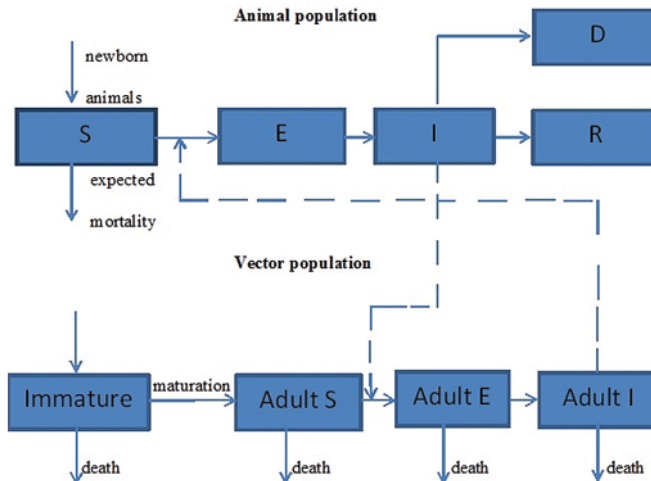 Animal population
D
newborn
animals
S
E
I
R
expected
mortality
Vector population
Immature
maturation
Adult S
Adult E
Adult I
death
death
death
death